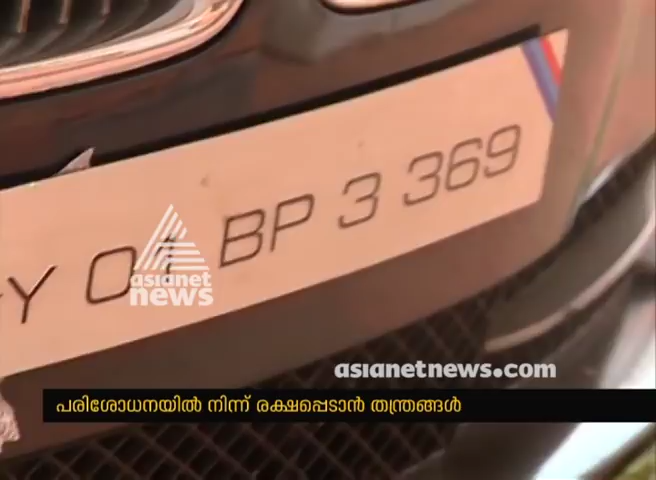 Y 01 BP 3 369
asianet
news
asianetnews.com
പരിശോധനയിൽ നിന്ന് രക്ഷപ്പെടാൻ തന്ത്രങ്ങൾ